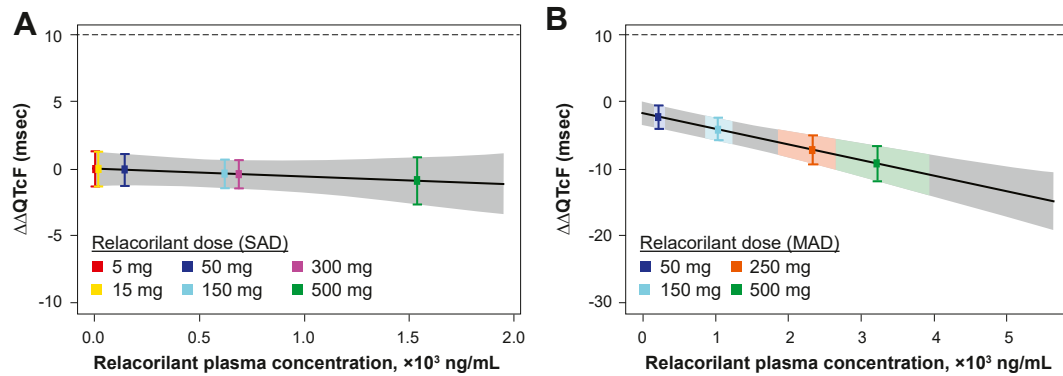 A
10
5
0
-5
-10
ΔΔQTcF (msec)
Relacorilant dose (SAD)
5 mg 50 mg 300 mg
15 mg 150 mg 500 mg
0.0 0.5 1.0 1.5 2.0
Relacorilant plasma concentration, ×10³ ng/mL
B
10
0
-10
-20
-30
ΔΔQTcF (msec)
Relacorilant dose (MAD)
50 mg 250 mg
150 mg 500 mg
0 1 2 3 4 5
Relacorilant plasma concentration, ×10³ ng/mL